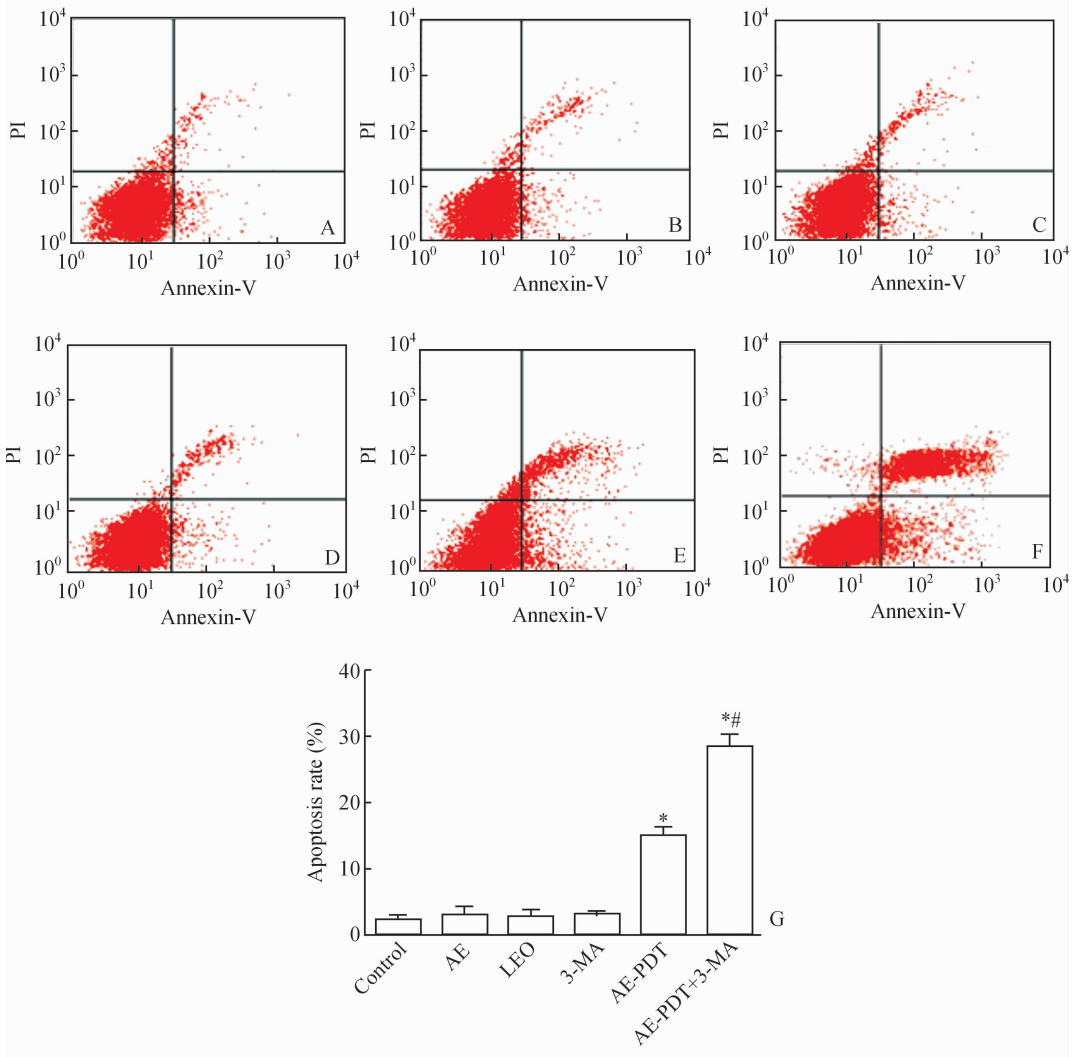 10⁴
10³
PI
10²
10¹
10⁰
A
10⁰ 10¹ 10² 10³ 10⁴
Annexin-V
10⁴
10³
PI
10²
10¹
10⁰
B
10⁰ 10¹ 10² 10³ 10⁴
Annexin-V
10⁴
10³
PI
10²
10¹
10⁰
C
10⁰ 10¹ 10² 10³ 10⁴
Annexin-V
10⁴
10³
PI
10²
10¹
10⁰
D
10⁰ 10¹ 10² 10³ 10⁴
Annexin-V
10⁴
10³
PI
10²
10¹
10⁰
E
10⁰ 10¹ 10² 10³ 10⁴
Annexin-V
10⁴
10³
PI
10²
10¹
10⁰
F
10⁰ 10¹ 10² 10³ 10⁴
Annexin-V
40
30
20
10
0
Apoptosis rate (%)
*
*#
G
Control
AE
LEO
3-MA
AE-PDT
AE-PDT+3-MA